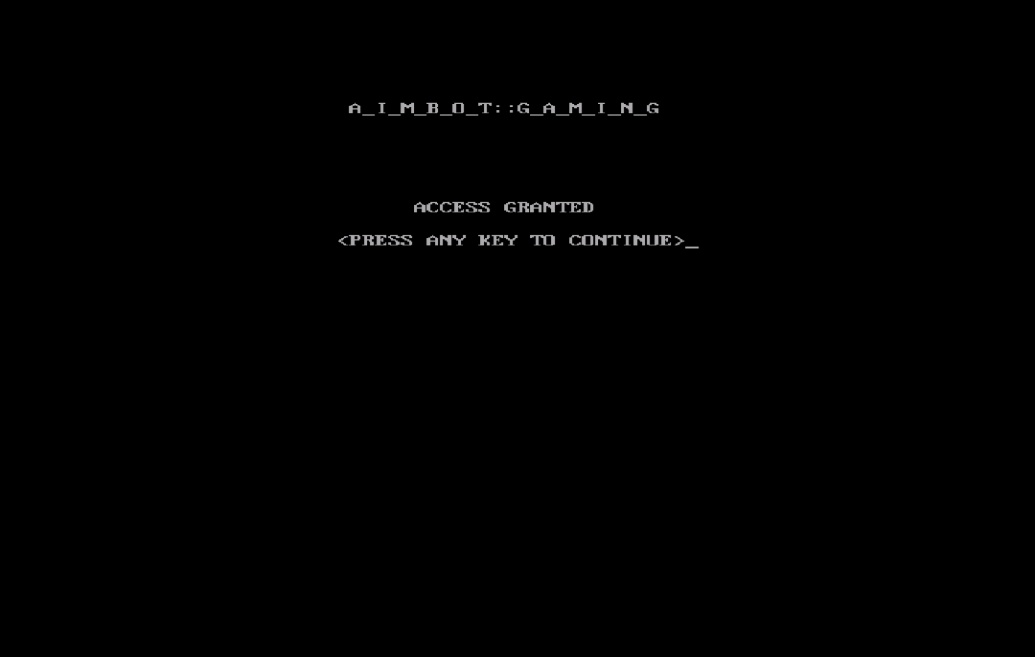 A_I_M_B_O_T::G_A_M_I_N_G
ACCESS GRANTED
<PRESS ANY KEY TO CONTINUE>_